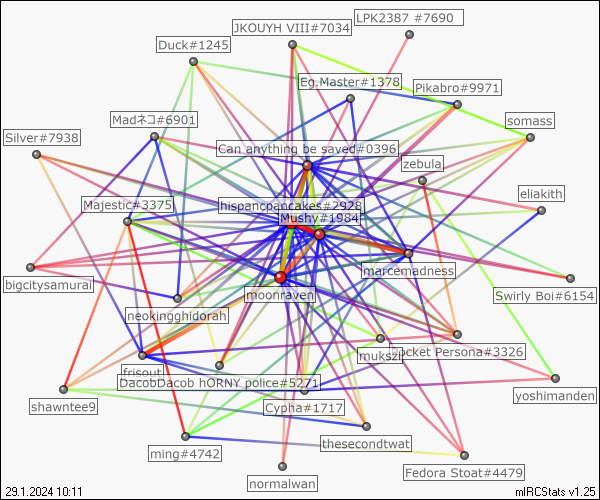 LPK2387 #7690
JKOUYH VIII#7034
Duck#1245
Eg.Master#1378
Pikabro#9971
Madネコ#6901
somass
Silver#7938
Can anything be saved#0396
zebula
eliakith
Majestic#3375
hispancpancakes#2928
Mushy#1984
marcemadness
bigcitysamurai
moonraven
Swirly Boi#6154
neokingghidorah
mukszi
ocket Persona#3326
frisout
DacobDacob hORNY police#5271
yoshimanden
shawntee9
Cypha#1717
thesecondtwat
ming#4742
Fedora Stoat#4479
normalwan
29.1.2024 10:11
mIRCStats v1.25